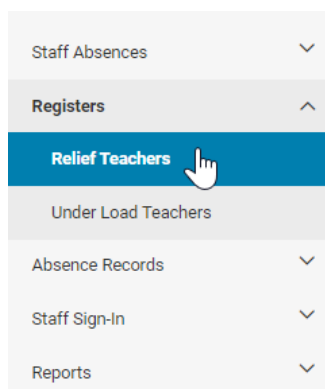 Staff Absences
Registers
Relief Teachers
Under Load Teachers
Absence Records
Staff Sign-In
Reports